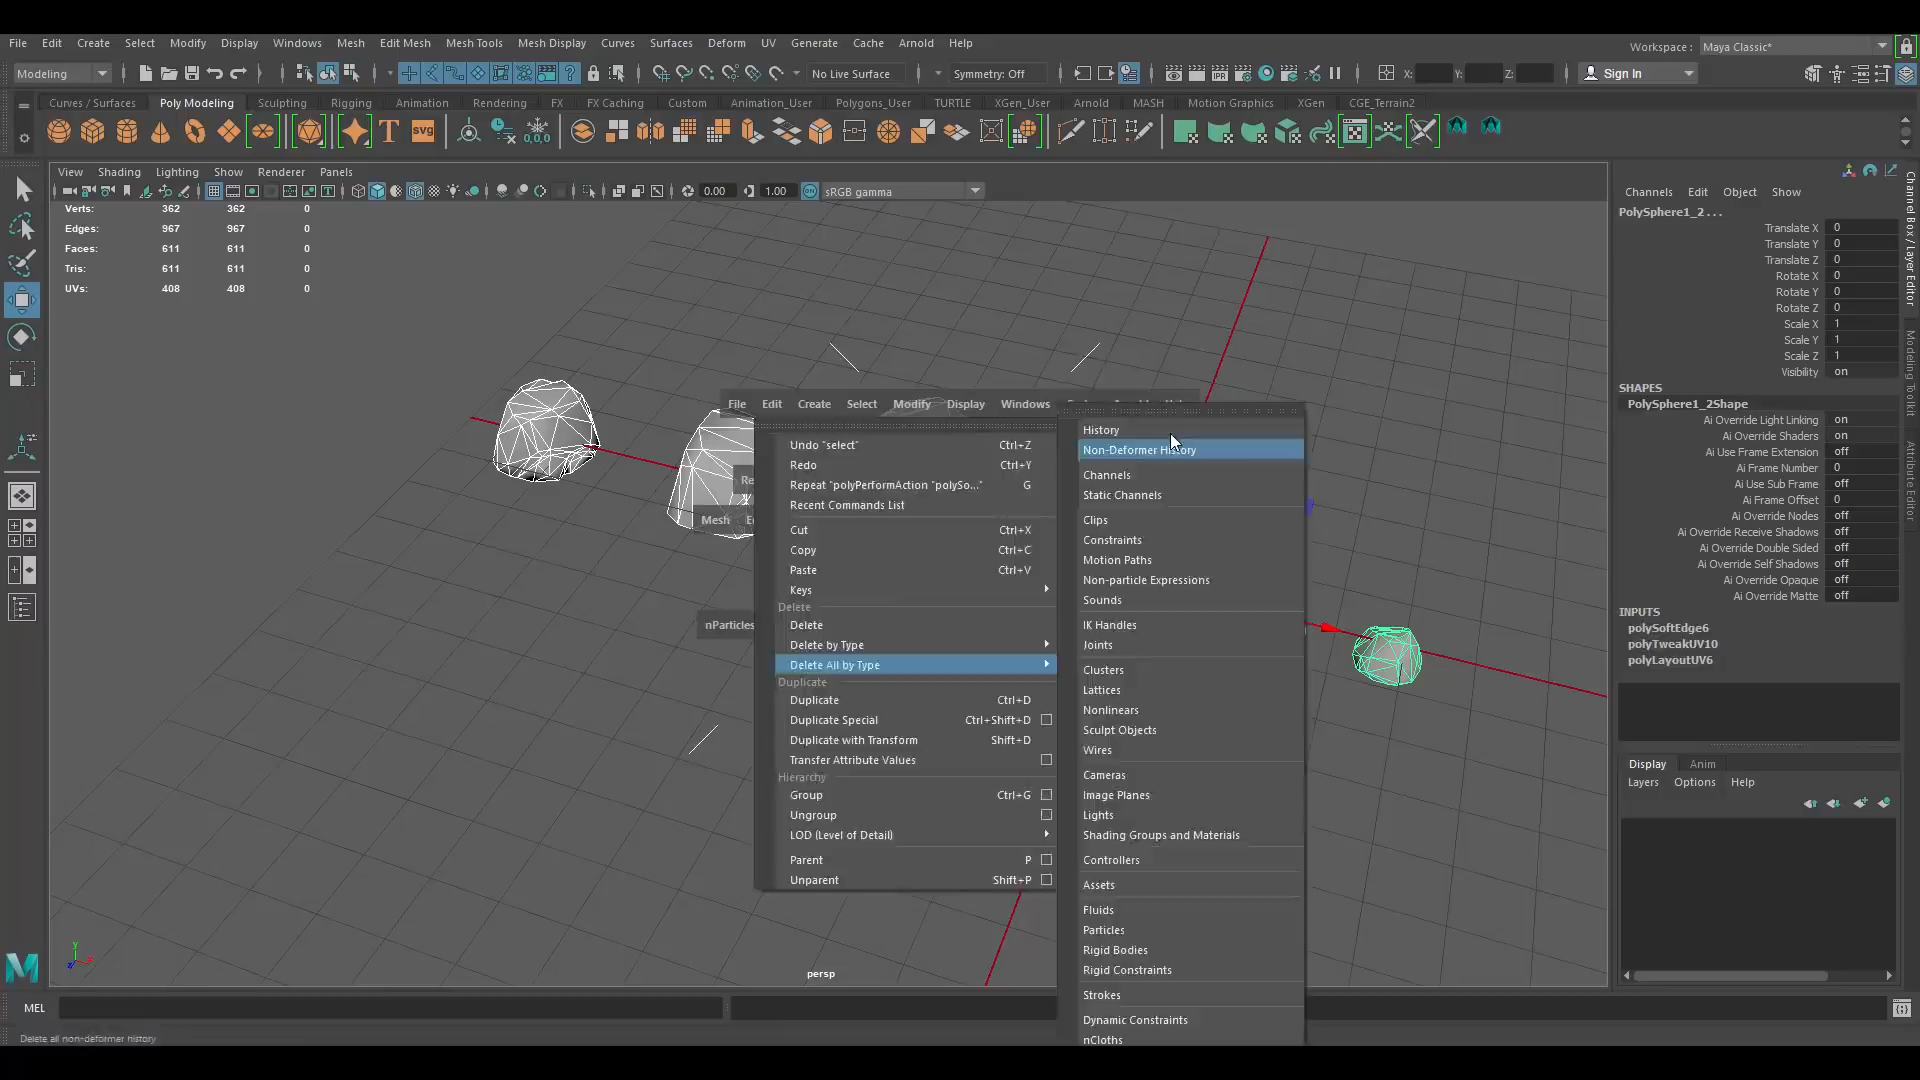 File Edit Create Select Modify Display Windows Mesh Edit Mesh Mesh Tools Mesh Display Curves Surfaces Deform UV Generate Cache Arnold Help
Workspace : Maya Classic*
Modeling No Live Surface Symmetry: Off X: Y: Z: Sign In
Curves / Surfaces Poly Modeling Sculpting Rigging Animation Rendering FX FX Caching Custom Animation_User Polygons_User TURTLE XGen_User Arnold MASH Motion Graphics XGen CGE_Terrain2
T svg 0,0,0
View Shading Lighting Show Renderer Panels
0.00 1.00 ON sRGB gamma
Verts: 362 362 0
Edges: 967 967 0
Faces: 611 611 0
Tris: 611 611 0
UVs: 408 408 0
File Edit Create Select Modify Display Windows
Re
Mesh
nParticles
Undo "select" Ctrl+Z
Redo Ctrl+Y
Repeat "polyPerformAction "polySo..." G
Recent Commands List
Cut Ctrl+X
Copy Ctrl+C
Paste Ctrl+V
Keys
Delete
Delete
Delete by Type
Delete All by Type
Duplicate
Duplicate Ctrl+D
Duplicate Special Ctrl+Shift+D
Duplicate with Transform Shift+D
Transfer Attribute Values
Hierarchy
Group Ctrl+G
Ungroup
LOD (Level of Detail)
Parent P
Unparent Shift+P
History
Non-Deformer History
Channels
Static Channels
Clips
Constraints
Motion Paths
Non-particle Expressions
Sounds
IK Handles
Joints
Clusters
Lattices
Nonlinears
Sculpt Objects
Wires
Cameras
Image Planes
Lights
Shading Groups and Materials
Controllers
Assets
Fluids
Particles
Rigid Bodies
Rigid Constraints
Strokes
Dynamic Constraints
nCloths
Channels Edit Object Show
PolySphere1_2 ...
Translate X 0
Translate Y 0
Translate Z 0
Rotate X 0
Rotate Y 0
Rotate Z 0
Scale X 1
Scale Y 1
Scale Z 1
Visibility on
SHAPES
PolySphere1_2Shape
Ai Override Light Linking on
Ai Override Shaders on
Ai Use Frame Extension off
Ai Frame Number 0
Ai Use Sub Frame off
Ai Frame Offset 0
Ai Override Nodes off
Ai Override Receive Shadows off
Ai Override Double Sided off
Ai Override Self Shadows off
Ai Override Opaque off
Ai Override Matte off
INPUTS
polySoftEdge6
polyTweakUV10
polyLayoutUV6
Display Anim
Layers Options Help
Channel Box / Layer Editor
Modeling Toolkit
Attribute Editor
y
z x
M
persp
MEL
Delete all non-deformer history